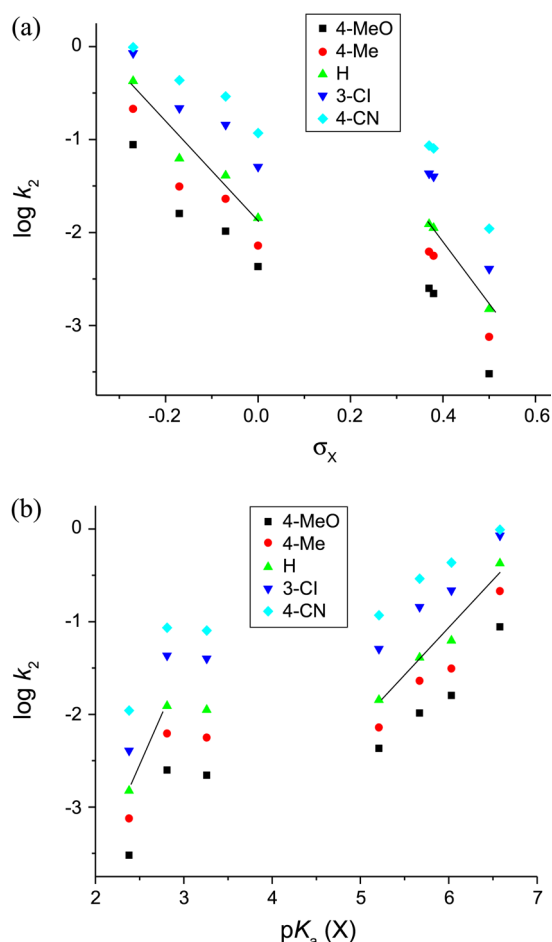 (a)
4-MeO
4-Me
H
3-Cl
4-CN
0
-1
-2
-3
log k₂
-0.2 0.0 0.2 0.4 0.6
σX
(b)
4-MeO
4-Me
H
3-Cl
4-CN
0
-1
-2
-3
log k₂
2 3 4 5 6 7
pKa (X)